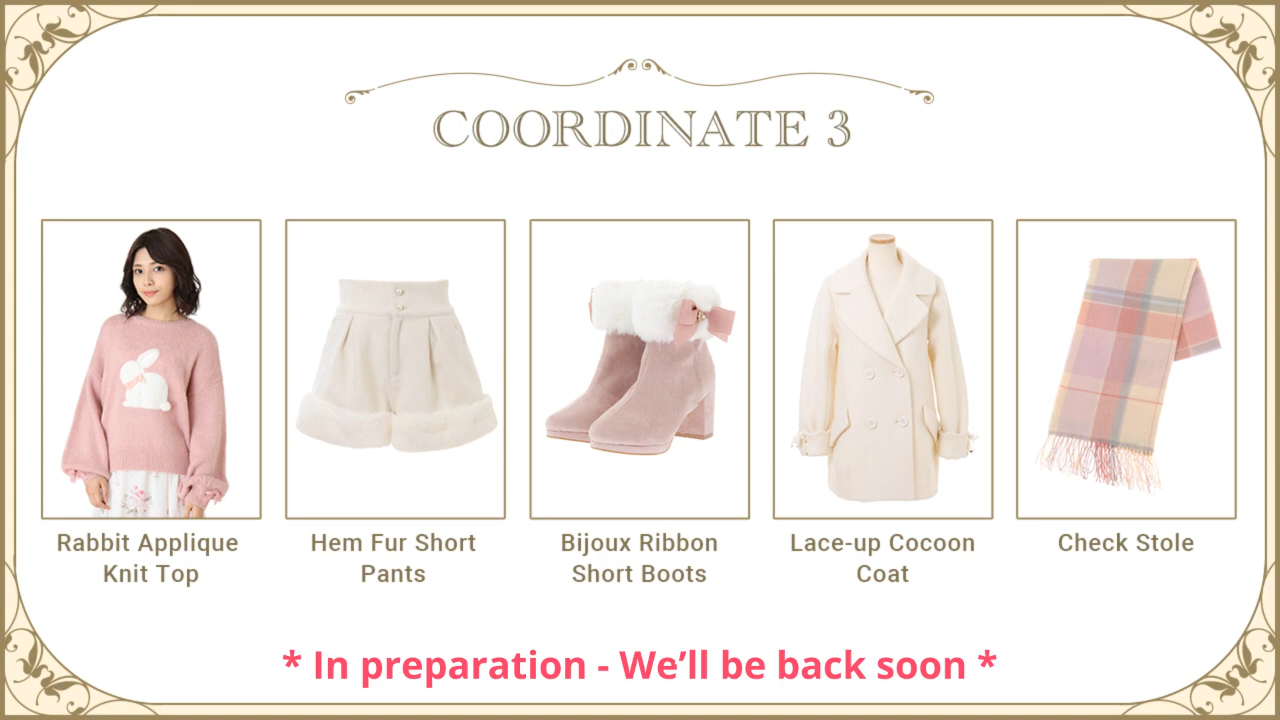 COORDINATE 3
Rabbit Applique
Knit Top
Hem Fur Short
Pants
Bijoux Ribbon
Short Boots
Lace-up Cocoon
Coat
Check Stole
* In preparation - We’ll be back soon *